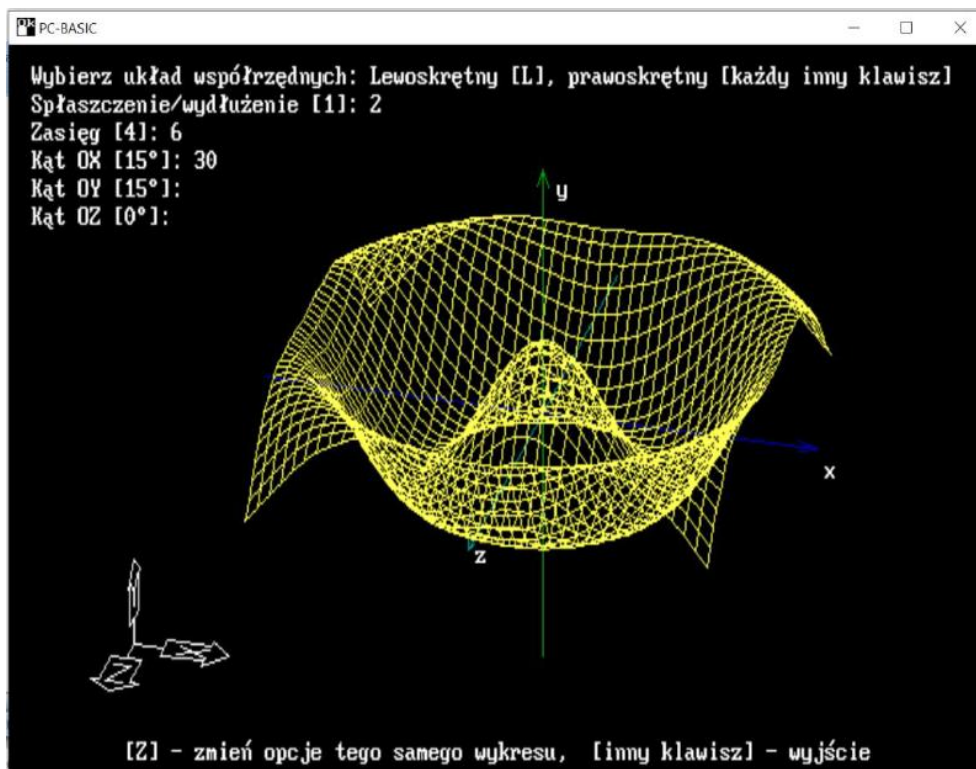 PC-BASIC
Wybierz układ współrzędnych: Lewoskrętny [L], prawoskrętny [każdy inny klawisz]
Spłaszczenie/wydłużenie [1]: 2
Zasięg [4]: 6
Kąt OX [15°]: 30
Kąt OY [15°]:
Kąt OZ [0°]:
y
x
z
Y
X
Z
[Z] – zmień opcje tego samego wykresu, [inny klawisz] – wyjście